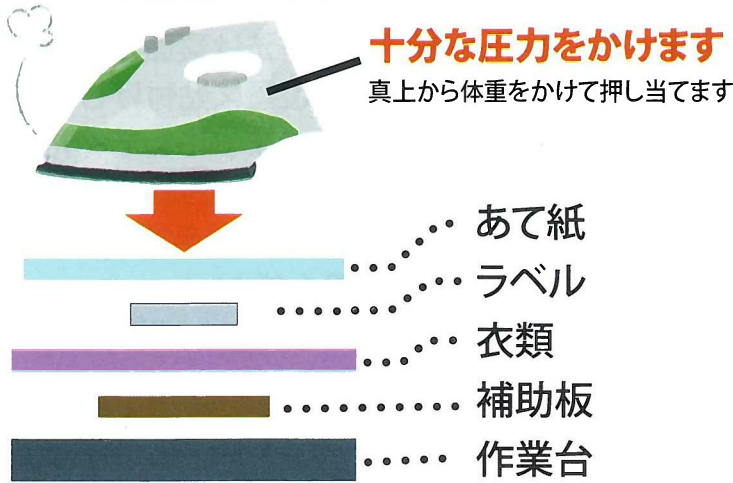 十分な圧力をかけます
真上から体重をかけて押し当てます
あて紙
ラベル
衣類
補助板
作業台